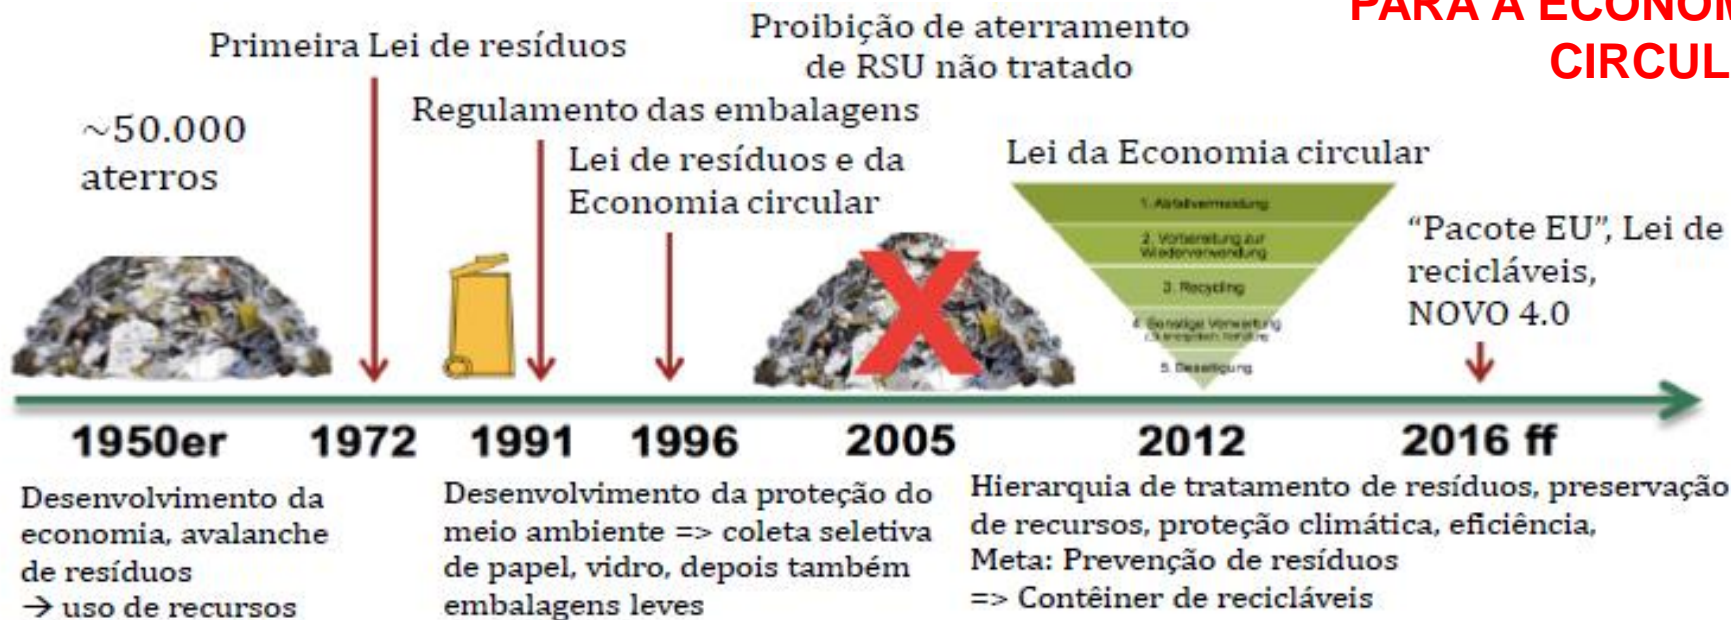 PARA A ECONOM
CIRCUL
Primeira Lei de resíduos
Proibição de aterramento
de RSU não tratado
~50.000
aterros
Regulamento das embalagens
Lei de resíduos e da
Economia circular
Lei da Economia circular
1. Abfallvermeidung
2. Vorbereitung zur
Wiederverwendung
3. Recycling
4. Sonstige Verwertung
5. Beseitigung
“Pacote EU”, Lei de
recicláveis,
NOVO 4.0
1950er
1972
1991
1996
2005
2012
2016 ff
Desenvolvimento da
economia, avalanche
de resíduos
→ uso de recursos
Desenvolvimento da proteção do
meio ambiente => coleta seletiva
de papel, vidro, depois também
embalagens leves
Hierarquia de tratamento de resíduos, preservação
de recursos, proteção climática, eficiência,
Meta: Prevenção de resíduos
=> Contêiner de recicláveis